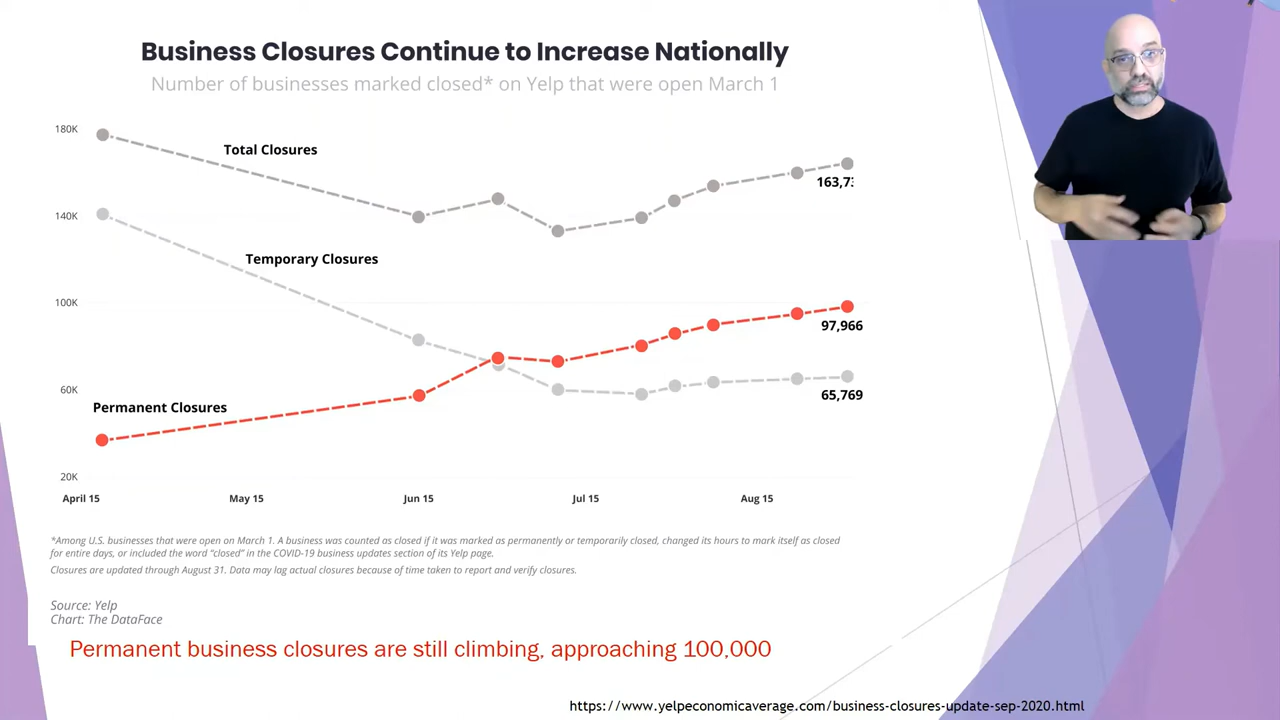 Business Closures Continue to Increase Nationally
Number of businesses marked closed* on Yelp that were open March 1
180K
Total Closures
163,7
140K
Temporary Closures
100K
97,966
60K
65,769
Permanent Closures
20K
April 15
May 15
Jun 15
Jul 15
Aug 15
*Among U.S. businesses that were open on March 1. A business was counted as closed if it was marked as permanently or temporarily closed, changed its hours to mark itself as closed
for entire days, or included the word “closed” in the COVID-19 business updates section of its Yelp page.
Closures are updated through August 31. Data may lag actual closures because of time taken to report and verify closures.
Source: Yelp
Chart: The DataFace
Permanent business closures are still climbing, approaching 100,000
https://www.yelpeconomicaverage.com/business-closures-update-sep-2020.html